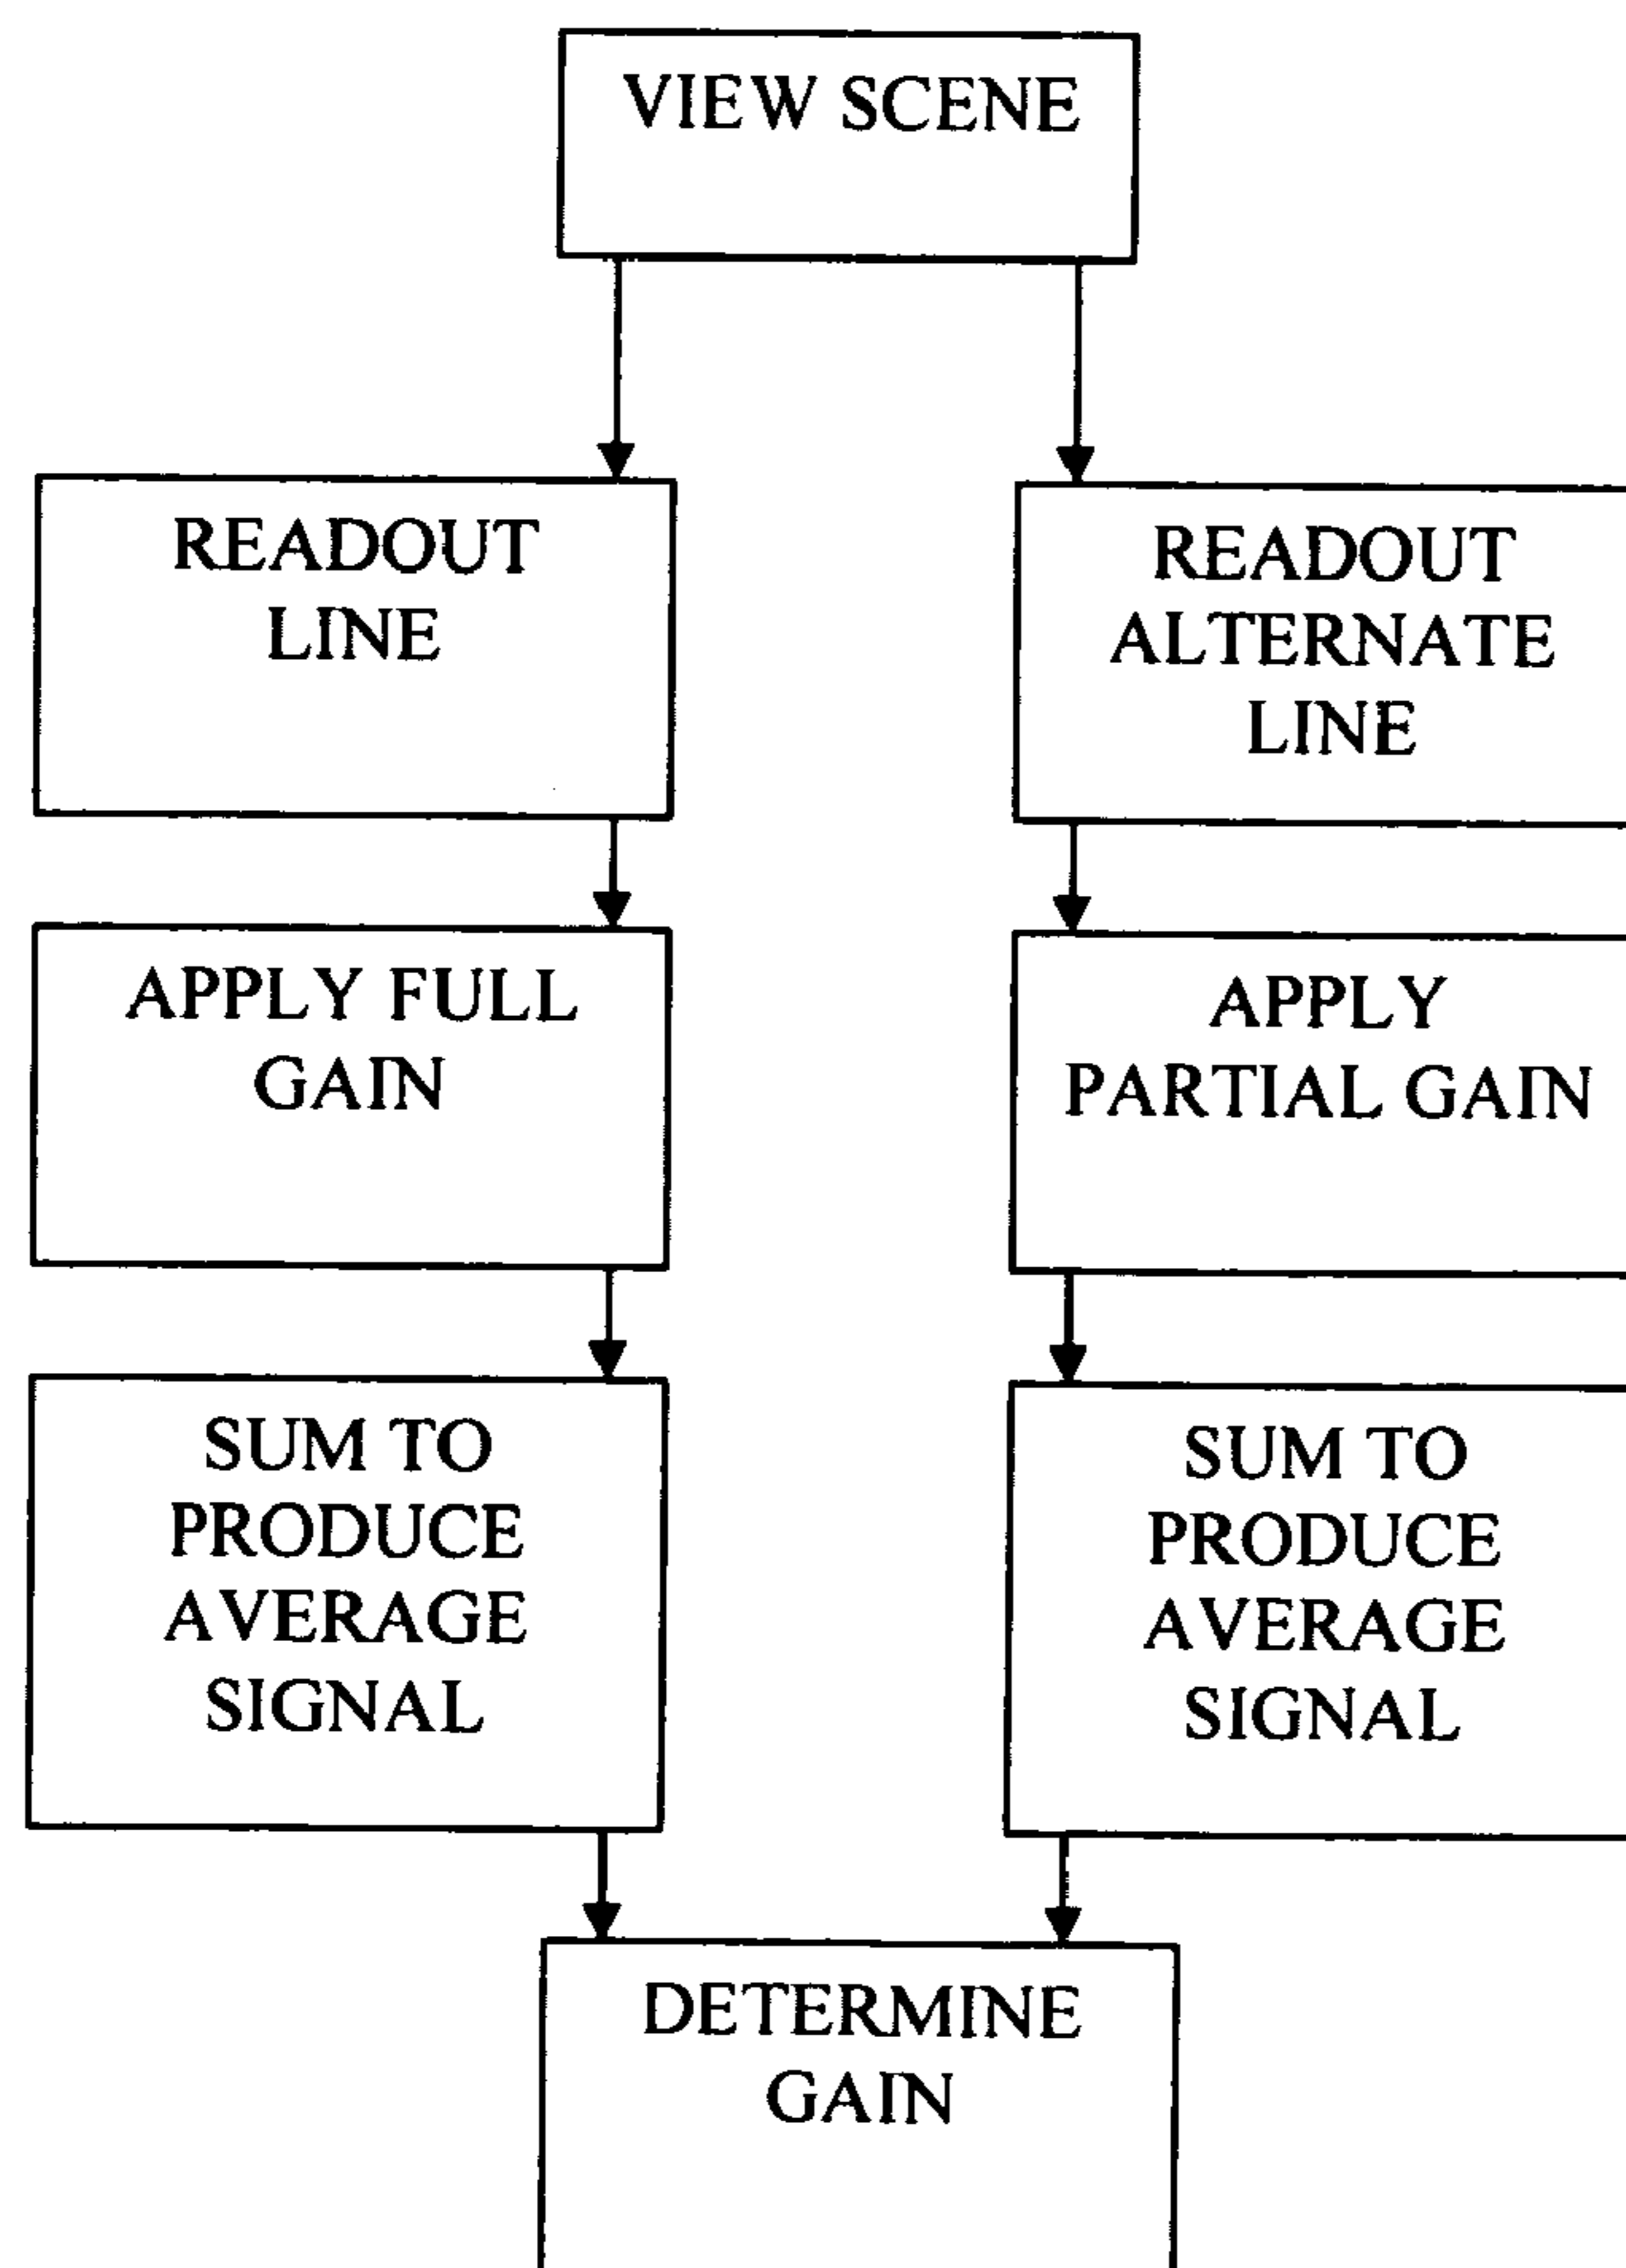 VIEW SCENE
READOUT
LINE
READOUT
ALTERNATE
LINE
APPLY FULL
GAIN
APPLY
PARTIAL GAIN
SUM TO
PRODUCE
AVERAGE
SIGNAL
SUM TO
PRODUCE
AVERAGE
SIGNAL
DETERMINE
GAIN